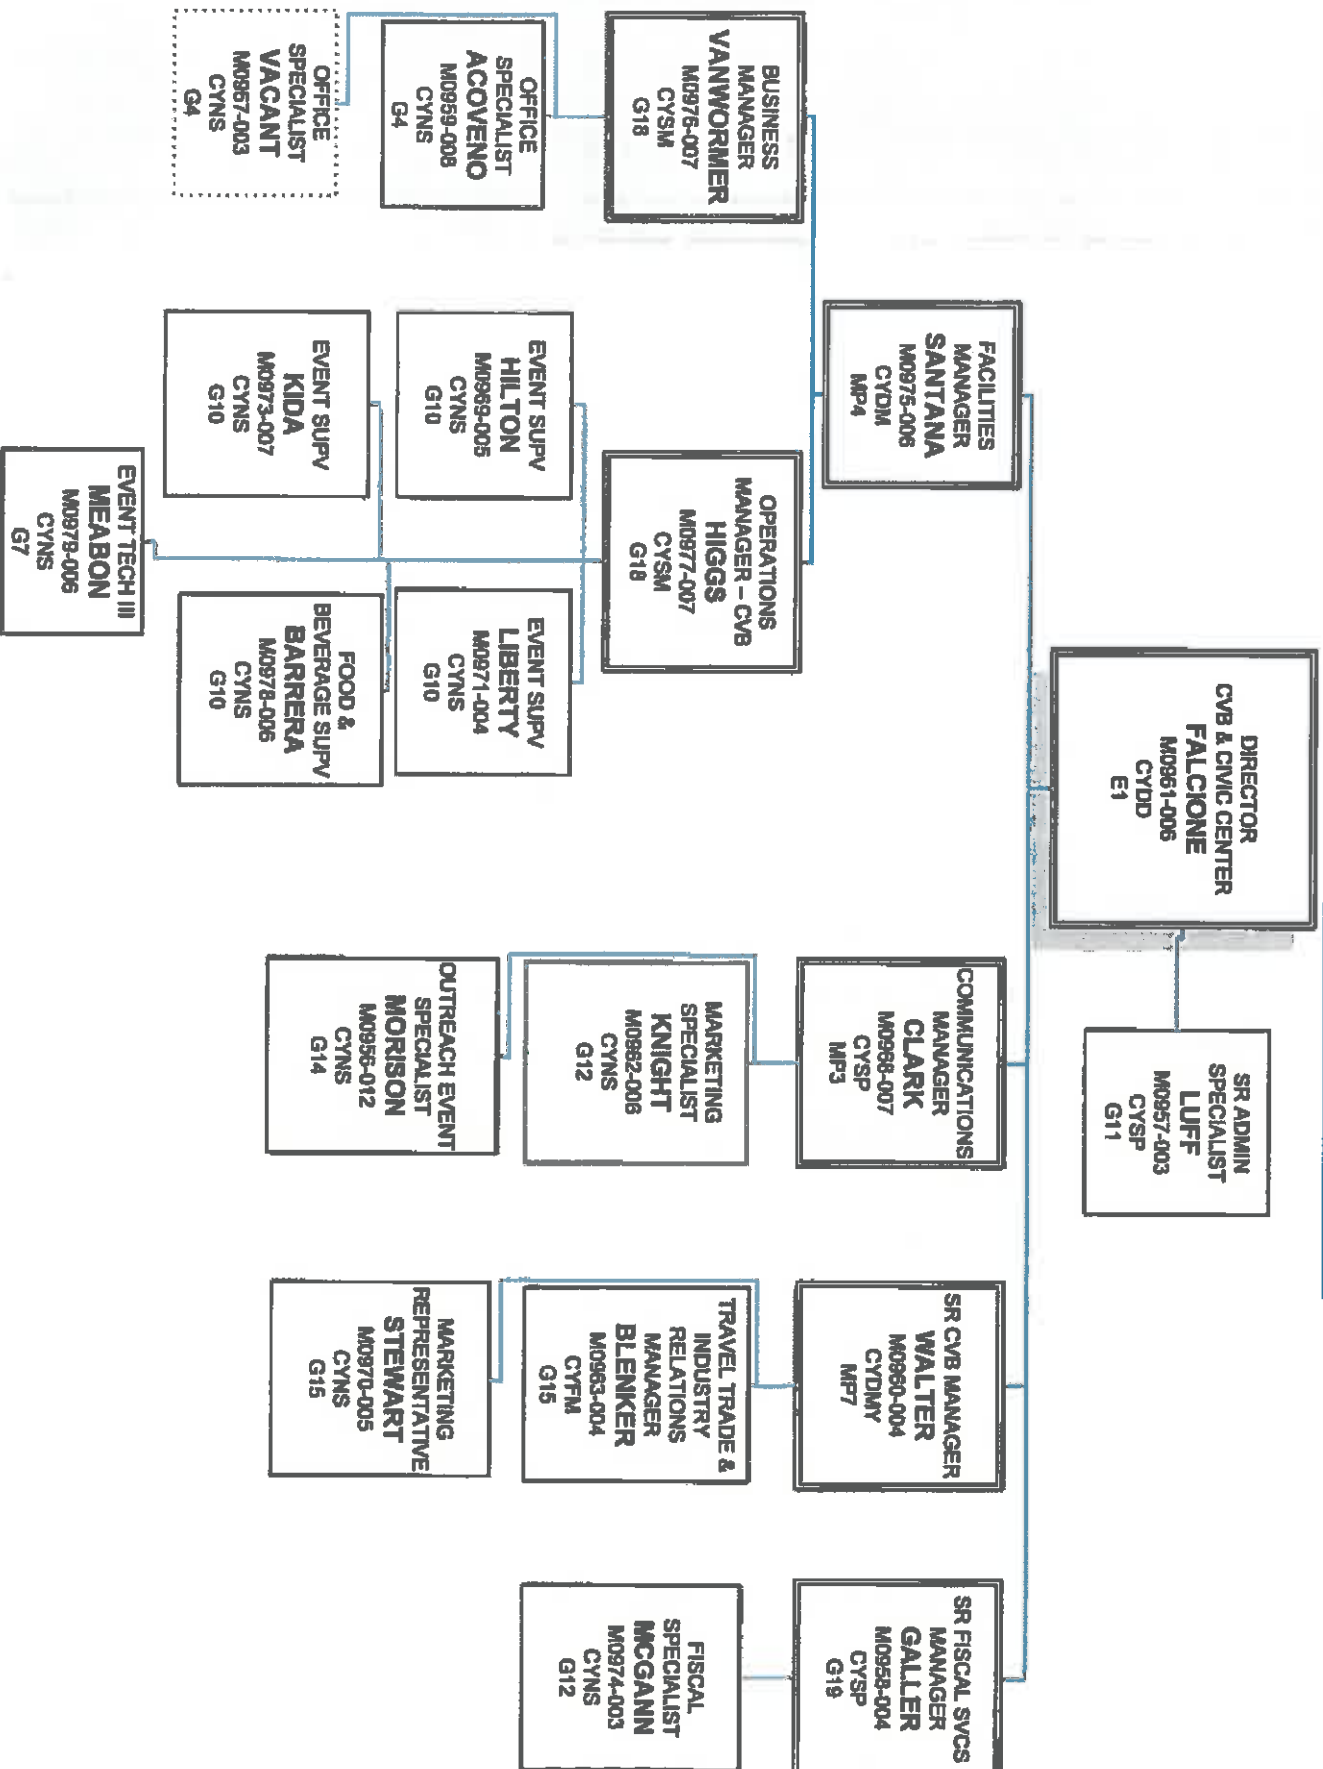 DIRECTOR
CVB & CIVIC CENTER
FALCIONE
M0961-006
CYDD
E1
SR ADMIN
SPECIALIST
LUFF
M0957-003
CYSP
G11
FACILITIES
MANAGER
SANTANA
M0975-006
CYDM
MP4
COMMUNICATIONS
MANAGER
CLARK
M0968-007
CYSP
MP3
SR CVB MANAGER
WALTER
M0960-004
CYDMY
MP7
SR FISCAL SVCS
MANAGER
GALLER
M0958-004
CYSP
G19
BUSINESS
MANAGER
VANWORMER
M0976-007
CYSM
G18
OPERATIONS
MANAGER – CVB
HIGGS
M0977-007
CYSM
G18
MARKETING
SPECIALIST
KNIGHT
M0962-006
CYNS
G12
TRAVEL TRADE &
INDUSTRY
RELATIONS
MANAGER
BLENKER
M0963-004
CYFM
G15
FISCAL
SPECIALIST
MCGANN
M0974-003
CYNS
G12
OFFICE
SPECIALIST
ACOVENO
M0959-008
CYNS
G4
EVENT SUPV
HILTON
M0969-005
CYNS
G10
EVENT SUPV
LIBERTY
M0971-004
CYNS
G10
OUTREACH EVENT
SPECIALIST
MORISON
M0956-012
CYNS
G14
MARKETING
REPRESENTATIVE
STEWART
M0970-005
CYNS
G15
OFFICE
SPECIALIST
VACANT
M0967-003
CYNS
G4
EVENT SUPV
KIDA
M0973-007
CYNS
G10
FOOD &
BEVERAGE SUPV
BARRERA
M0978-006
CYNS
G10
EVENT TECH III
MEABON
M0979-006
CYNS
G7